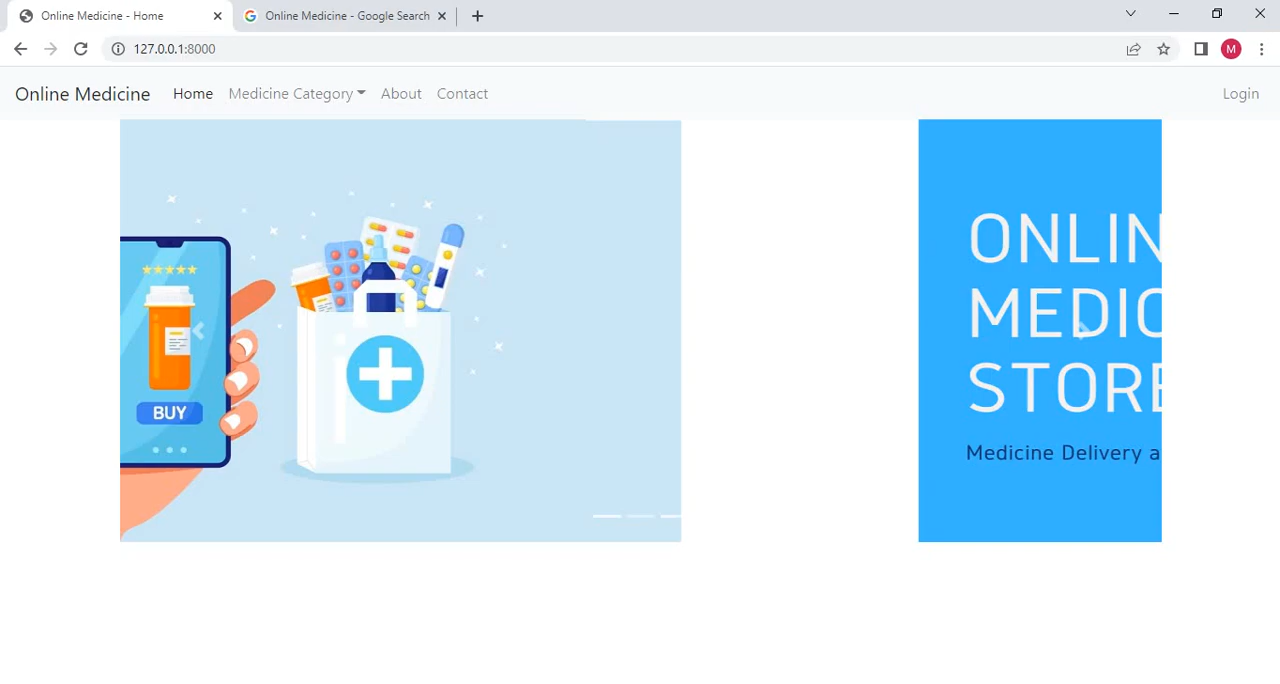 Online Medicine - Home
Online Medicine - Google Search
127.0.0.1:8000
M
Online Medicine
Home
Medicine Category
About
Contact
Login
BUY
ONLIN
MEDIC
STORE
Medicine Delivery a